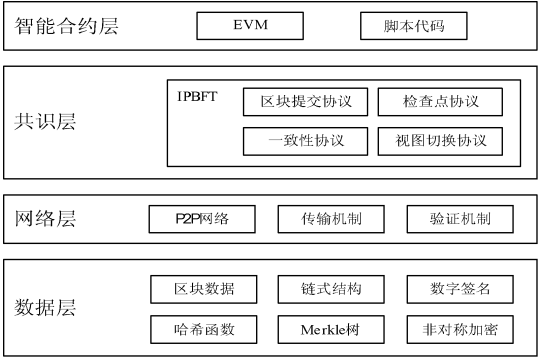 智能合约层
EVM
脚本代码
共识层
IPBFT
区块提交协议
检查点协议
一致性协议
视图切换协议
网络层
P2P网络
传输机制
验证机制
数据层
区块数据
链式结构
数字签名
哈希函数
Merkle树
非对称加密